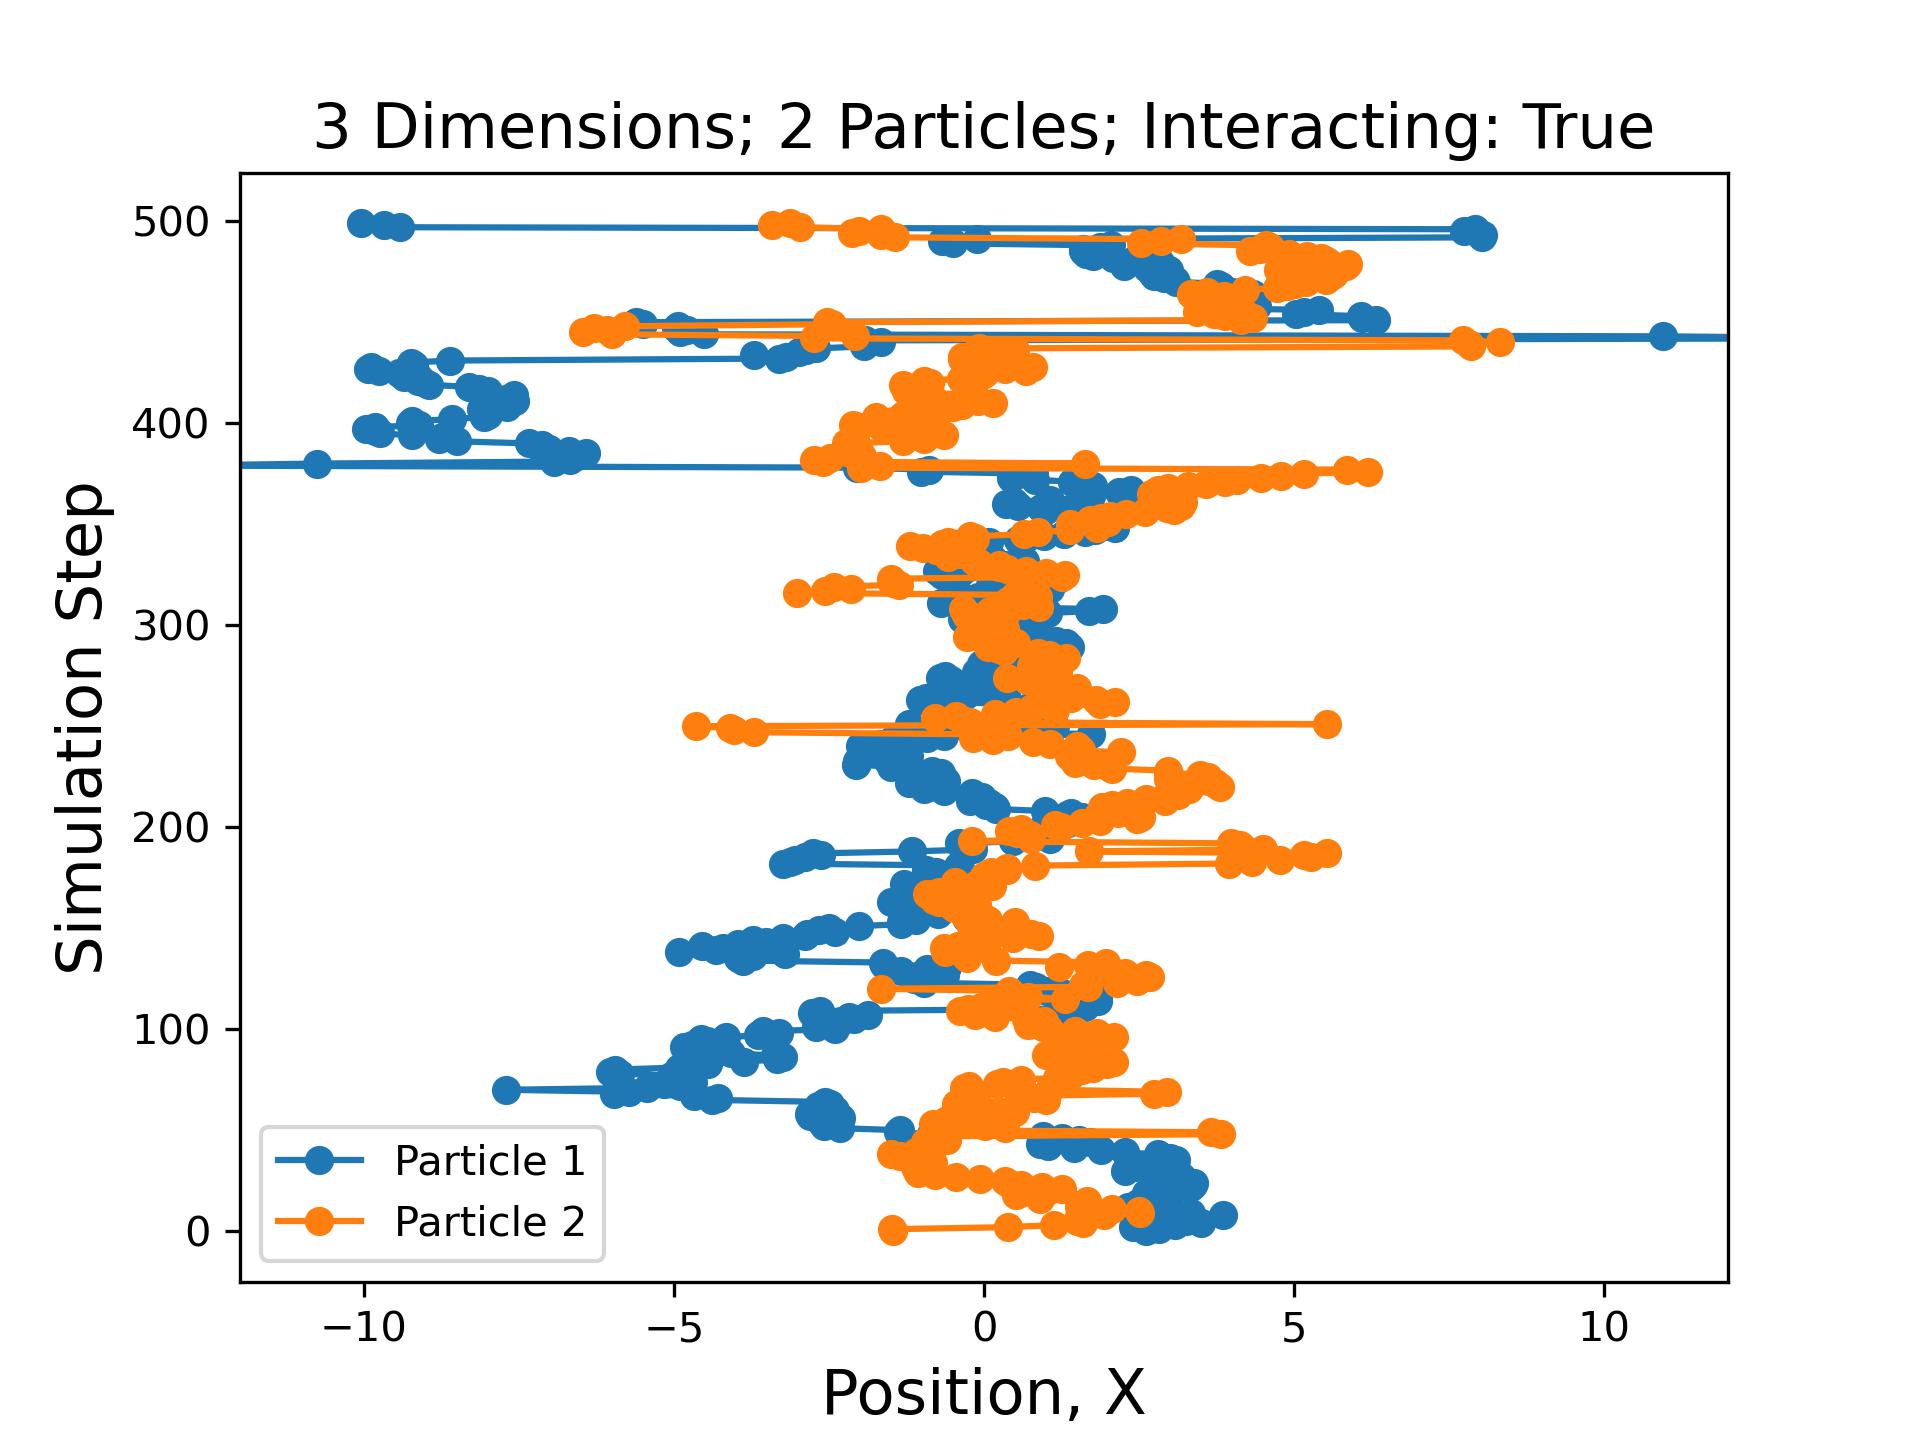 3 Dimensions; 2 Particles; Interacting: True
Simulation Step
500
400
300
200
100
0
Particle 1
Particle 2
−10
−5
0
5
10
Position, X